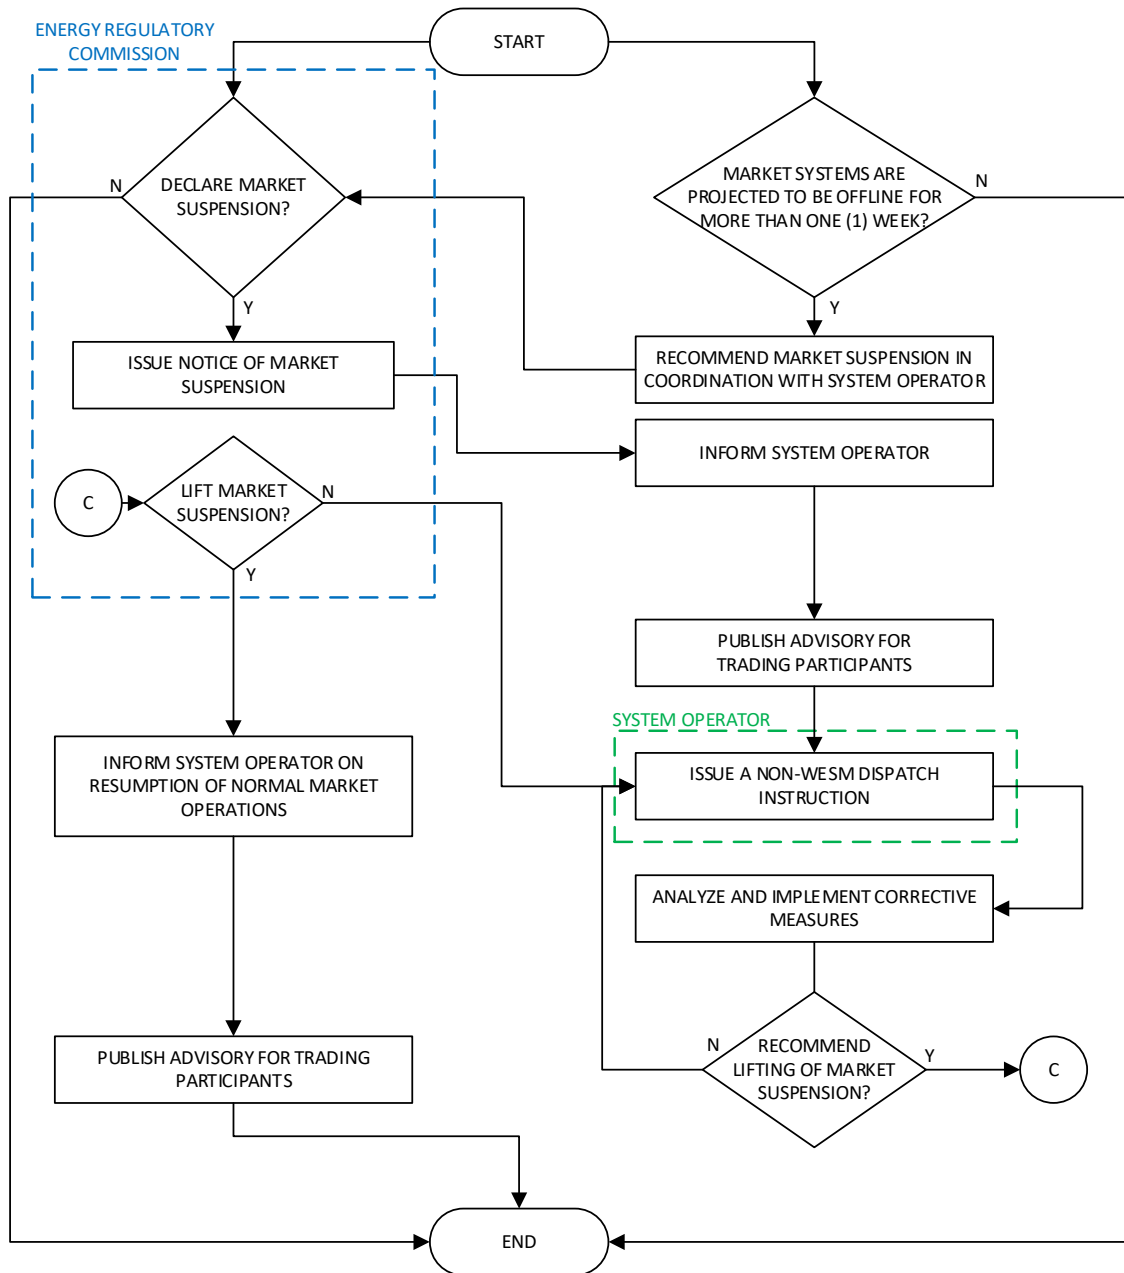 ENERGY REGULATORY
COMMISSION
START
DECLARE MARKET
SUSPENSION?
N
Y
MARKET SYSTEMS ARE
PROJECTED TO BE OFFLINE FOR
MORE THAN ONE (1) WEEK?
N
Y
ISSUE NOTICE OF MARKET
SUSPENSION
RECOMMEND MARKET SUSPENSION IN
COORDINATION WITH SYSTEM OPERATOR
INFORM SYSTEM OPERATOR
C
LIFT MARKET
SUSPENSION?
N
Y
PUBLISH ADVISORY FOR
TRADING PARTICIPANTS
SYSTEM OPERATOR
INFORM SYSTEM OPERATOR ON
RESUMPTION OF NORMAL MARKET
OPERATIONS
ISSUE A NON-WESM DISPATCH
INSTRUCTION
ANALYZE AND IMPLEMENT CORRECTIVE
MEASURES
PUBLISH ADVISORY FOR TRADING
PARTICIPANTS
N
RECOMMEND
LIFTING OF MARKET
SUSPENSION?
Y
C
END